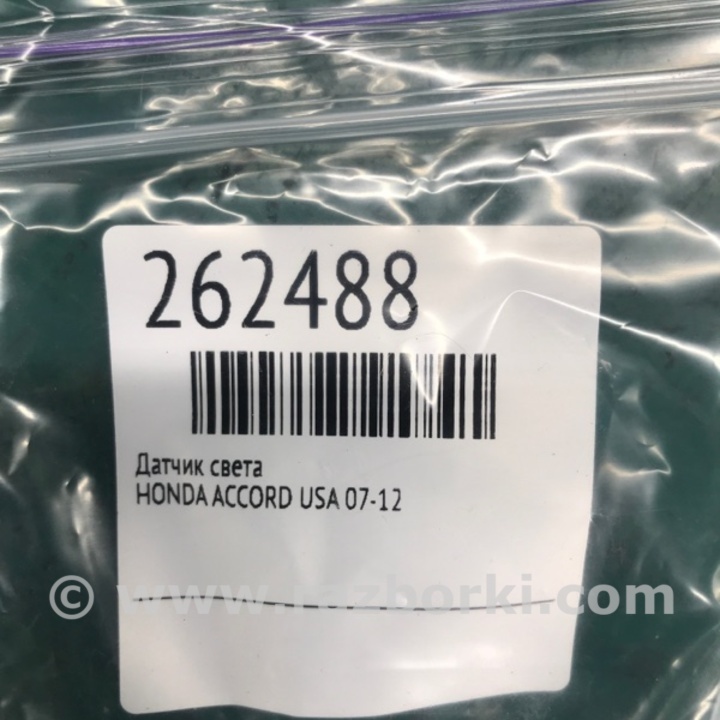 262488
Датчик света
HONDA ACCORD USA 07-12
© www.razborki.com